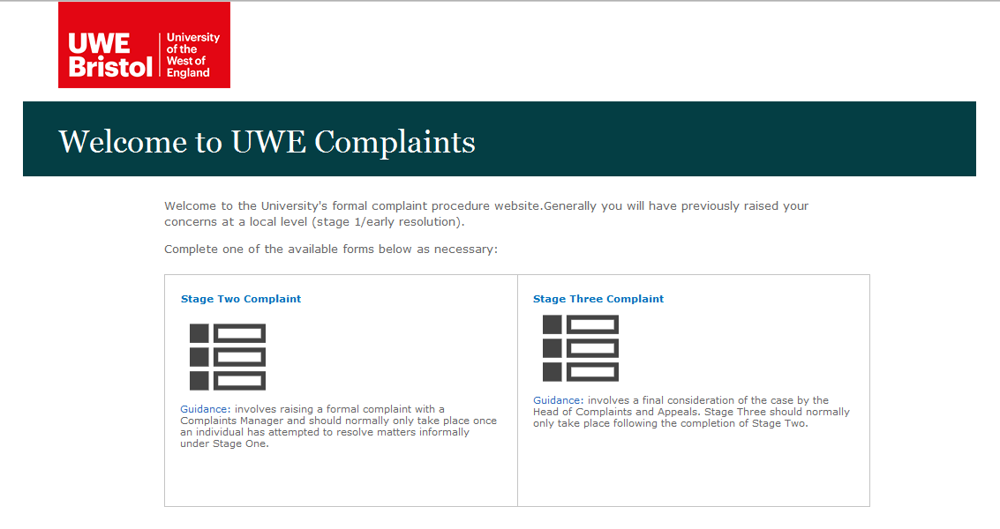 UWE
Bristol
University
of the
West of
England
Welcome to UWE Complaints
Welcome to the University's formal complaint procedure website.Generally you will have previously raised your
concerns at a local level (stage 1/early resolution).
Complete one of the available forms below as necessary:
Stage Two Complaint
Guidance: involves raising a formal complaint with a
Complaints Manager and should normally only take place once
an individual has attempted to resolve matters informally
under Stage One.
Stage Three Complaint
Guidance: involves a final consideration of the case by the
Head of Complaints and Appeals. Stage Three should normally
only take place following the completion of Stage Two.